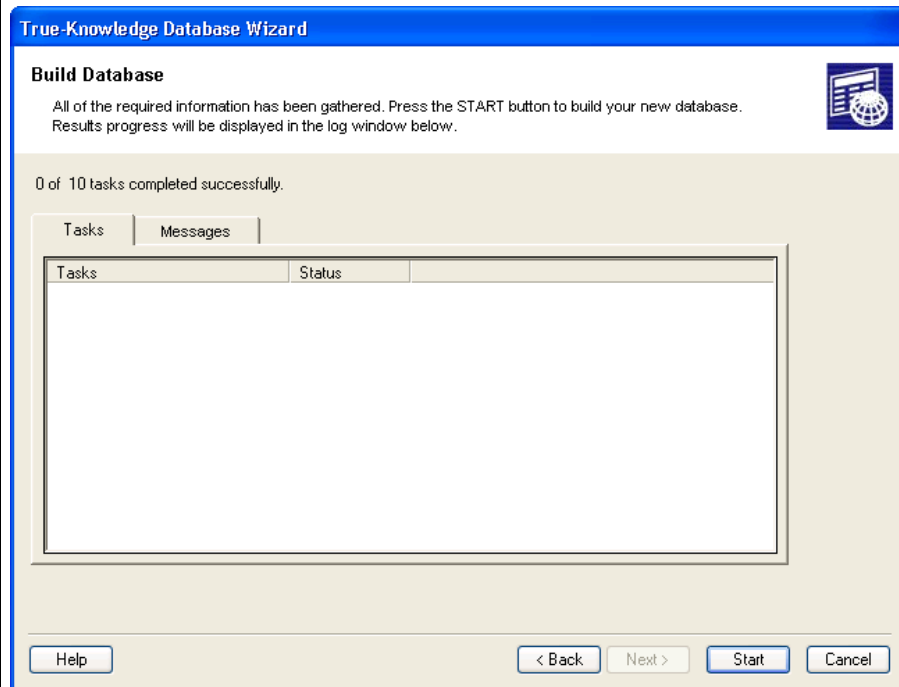 True-Knowledge Database Wizard
Build Database
All of the required information has been gathered. Press the START button to build your new database.
Results progress will be displayed in the log window below.
0 of 10 tasks completed successfully.
Tasks Messages
Tasks Status
Help < Back Next > Start Cancel